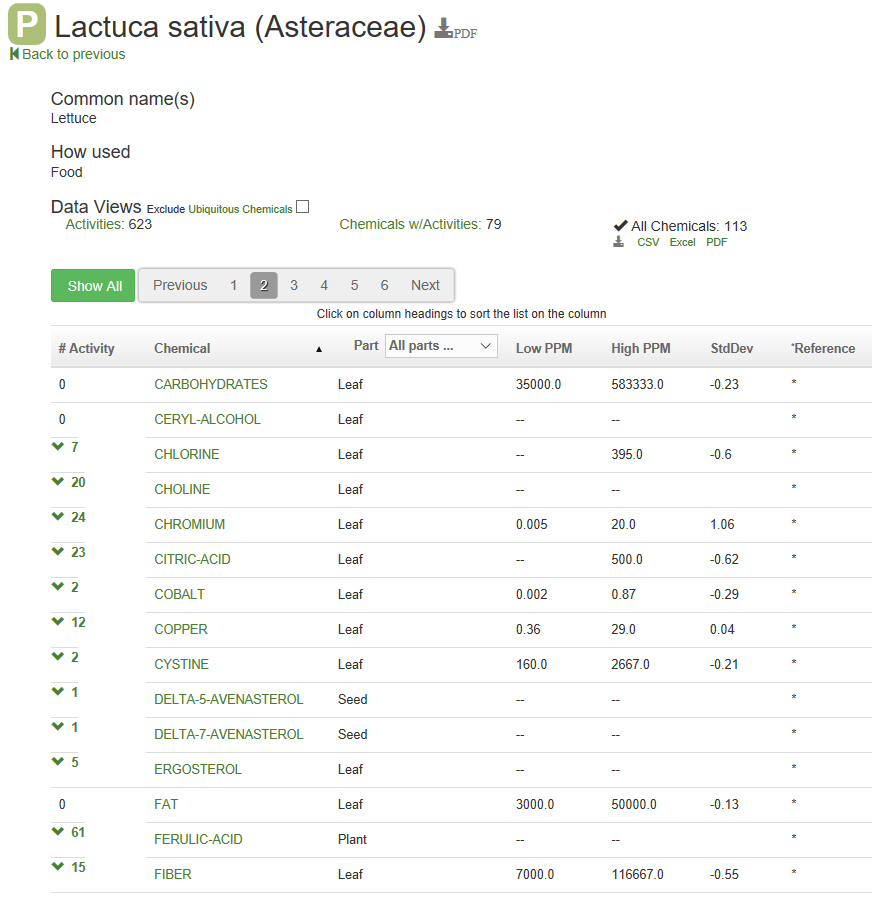 P Lactuca sativa (Asteraceae) PDF
Back to previous
Common name(s)
Lettuce
How used
Food
Data Views Exclude Ubiquitous Chemicals
Activities: 623 Chemicals w/Activities: 79 All Chemicals: 113
CSV Excel PDF
Show All Previous 1 2 3 4 5 6 Next
Click on column headings to sort the list on the column
# Activity Chemical ▲ Part All parts ... Low PPM High PPM StdDev *Reference
0 CARBOHYDRATES Leaf 35000.0 583333.0 -0.23 *
0 CERYL-ALCOHOL Leaf -- -- *
7 CHLORINE Leaf -- 395.0 -0.6 *
20 CHOLINE Leaf -- -- *
24 CHROMIUM Leaf 0.005 20.0 1.06 *
23 CITRIC-ACID Leaf -- 500.0 -0.62 *
2 COBALT Leaf 0.002 0.87 -0.29 *
12 COPPER Leaf 0.36 29.0 0.04 *
2 CYSTINE Leaf 160.0 2667.0 -0.21 *
1 DELTA-5-AVENASTEROL Seed -- -- *
1 DELTA-7-AVENASTEROL Seed -- -- *
5 ERGOSTEROL Leaf -- -- *
0 FAT Leaf 3000.0 50000.0 -0.13 *
61 FERULIC-ACID Plant -- -- *
15 FIBER Leaf 7000.0 116667.0 -0.55 *